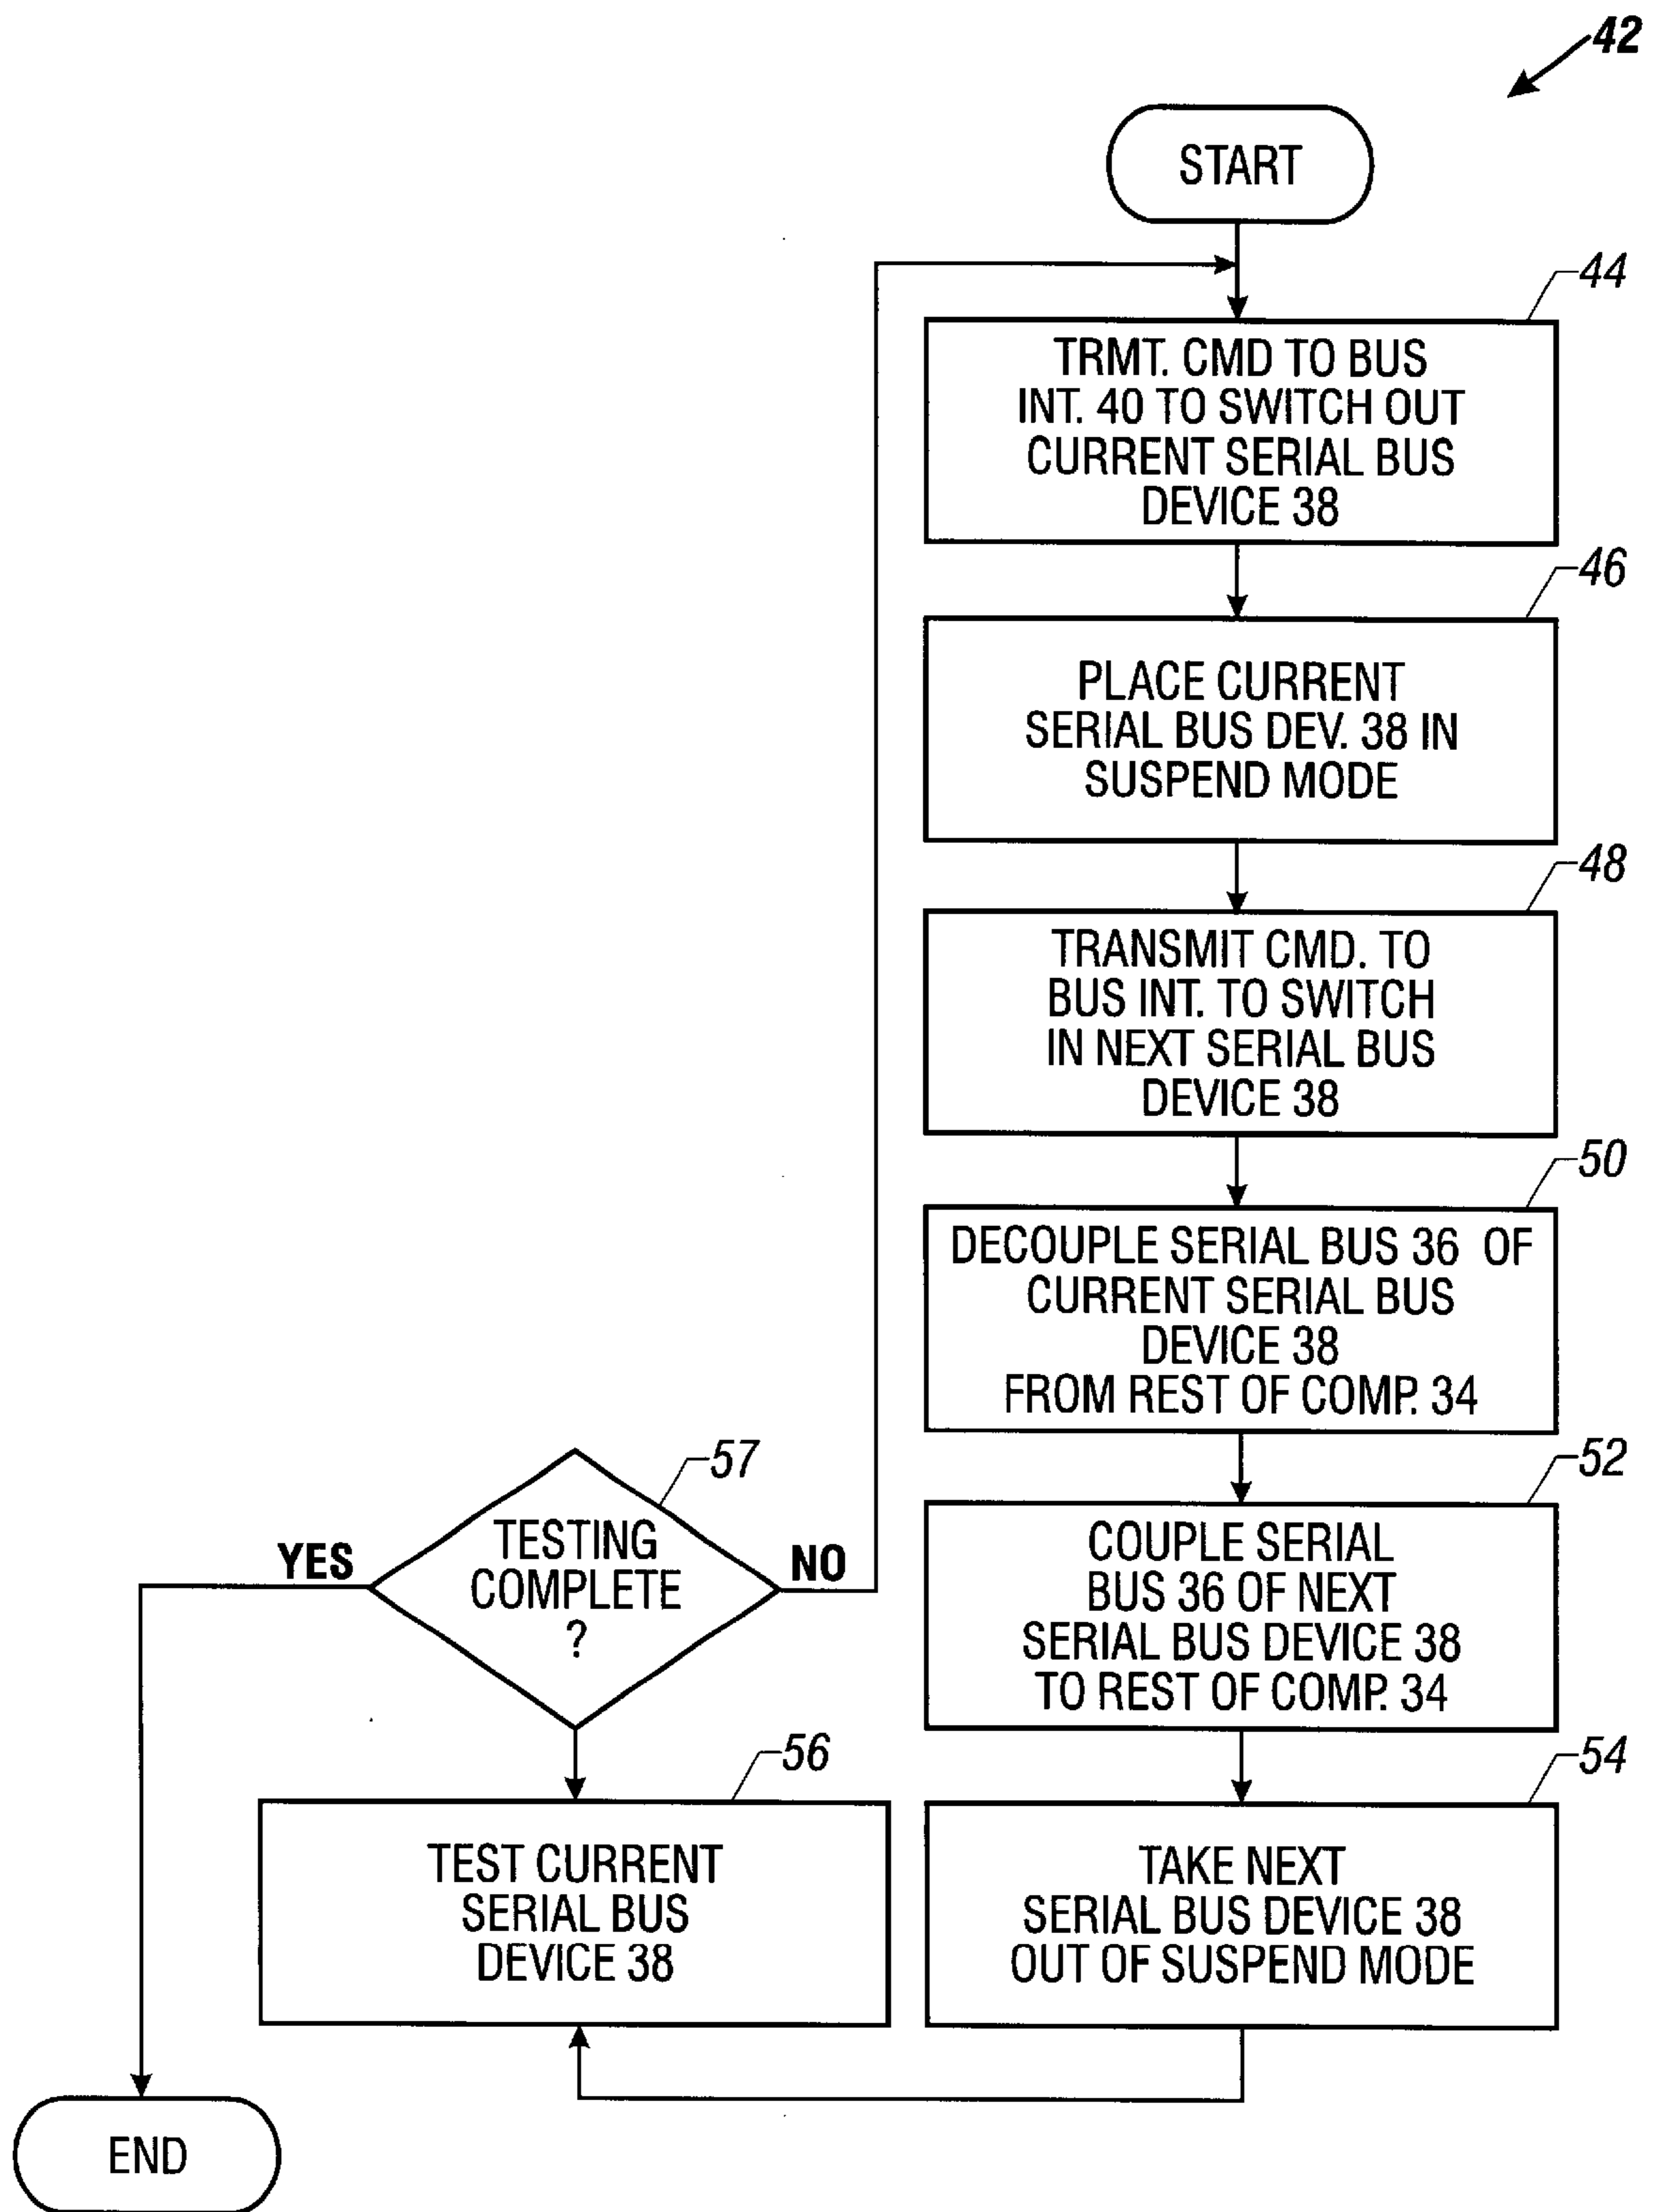 42
START
44
TRMT. CMD TO BUS
INT. 40 TO SWITCH OUT
CURRENT SERIAL BUS
DEVICE 38
46
PLACE CURRENT
SERIAL BUS DEV. 38 IN
SUSPEND MODE
48
TRANSMIT CMD. TO
BUS INT. TO SWITCH
IN NEXT SERIAL BUS
DEVICE 38
50
DECOUPLE SERIAL BUS 36 OF
CURRENT SERIAL BUS
DEVICE 38
FROM REST OF COMP. 34
52
COUPLE SERIAL
BUS 36 OF NEXT
SERIAL BUS DEVICE 38
TO REST OF COMP. 34
54
TAKE NEXT
SERIAL BUS DEVICE 38
OUT OF SUSPEND MODE
56
TEST CURRENT
SERIAL BUS
DEVICE 38
57
TESTING
COMPLETE
?
YES
NO
END